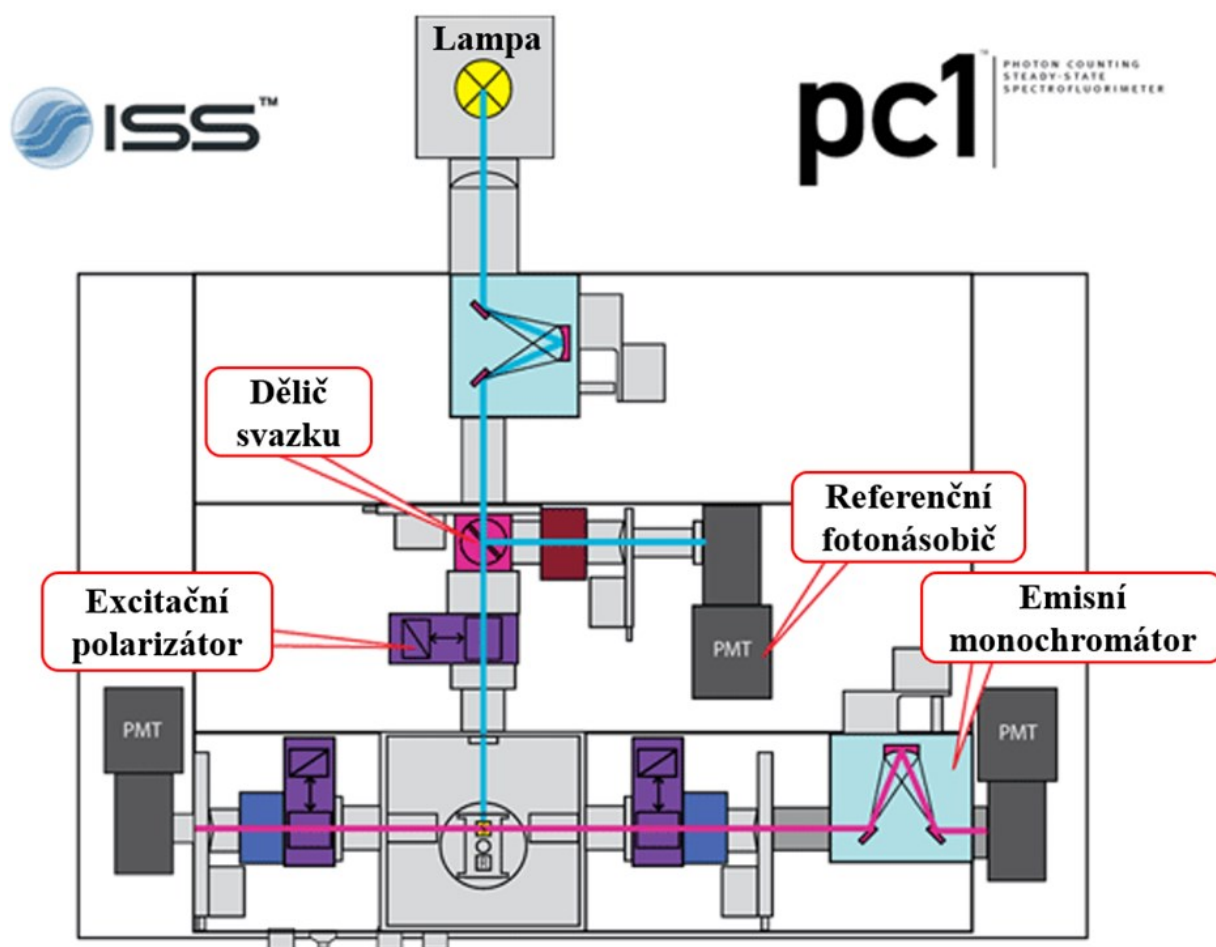 Lampa
ISS™
pc1™
PHOTON COUNTING
STEADY-STATE
SPECTROFLUORIMETER
Dělič
svazku
Referenční
fotonásobič
Excitační
polarizátor
Emisní
monochromátor
PMT
PMT
PMT